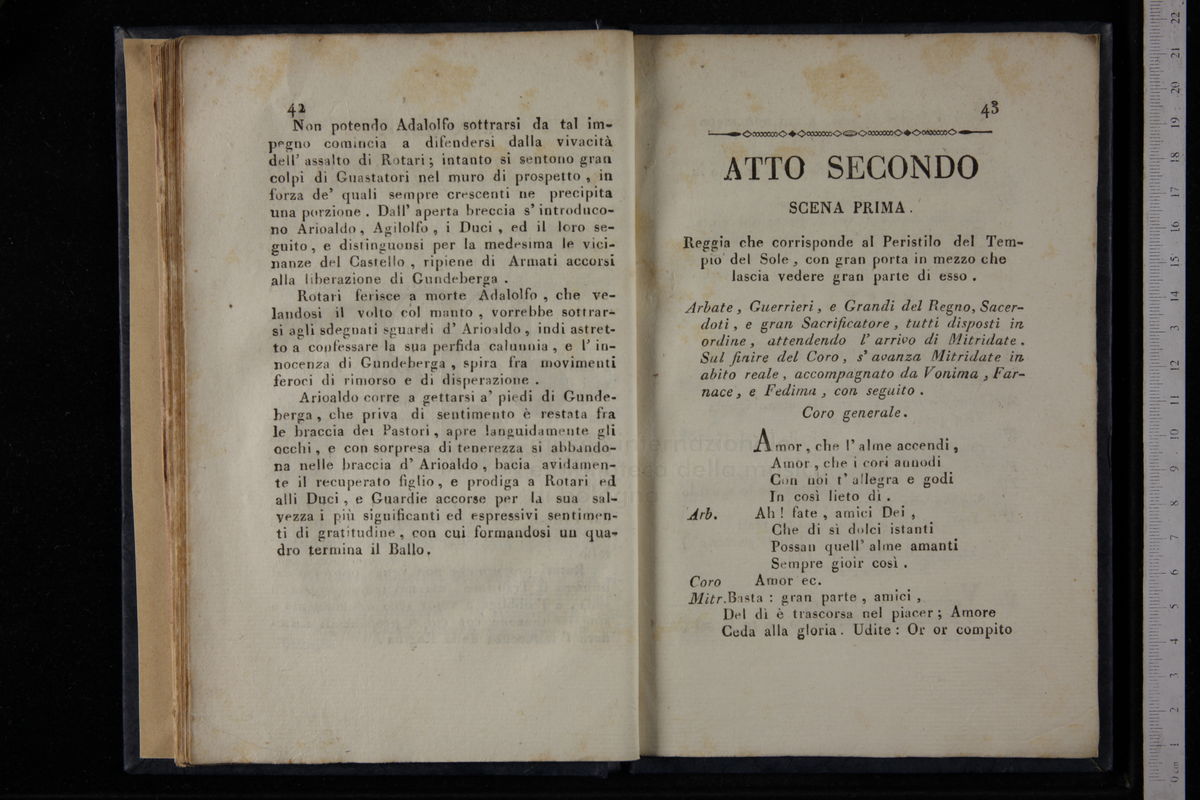 42
Non potendo Adalolfo sottrarsi da tal im-
pegno comincia a difendersi dalla vivacità
dell' assalto di Rotari ; intanto si sentono gran
colpi di Guastatori nel muro di prospetto , in
forza de' quali sempre crescenti ne precipita
una porzione . Dall' aperta breccia s' introduco-
no Arioaldo , Agilolfo , i Duci , ed il loro se-
guito , e distinguonsi per la medesima le vici-
nanze del Castello , ripiene di Armati accorsi
alla liberazione di Gundeberga .
Rotari ferisce a morte Adalolfo , che ve-
landosi il volto col manto , vorrebbe sottrar-
si agli sdegnati sguardi d' Arioaldo , indi astret-
to a confessare la sua perfida calunnia , e l' in-
nocenza di Gundeberga , spira fra movimenti
feroci di rimorso e di disperazione .
Arioaldo corre a gettarsi a' piedi di Gunde-
berga , che priva di sentimento è restata fra
le braccia dei Pastori , apre languidamente gli
occhi , e con sorpresa di tenerezza si abbando-
na nelle braccia d' Arioaldo , bacia avidamen-
te il recuperato figlio , e prodiga a Rotari ed
alli Duci , e Guardie accorse per la sua sal-
vezza i più significanti ed espressivi sentimen-
ti di gratitudine , con cui formandosi un qua-
dro termina il Ballo .
43
ATTO SECONDO
SCENA PRIMA .
Reggia che corrisponde al Peristilo del Tem-
pio del Sole , con gran porta in mezzo che
lascia vedere gran parte di esso .
Arbate , Guerrieri , e Grandi del Regno, Sacer-
doti , e gran Sacrificatore , tutti disposti in
ordine , attendendo l' arrivo di Mitridate .
Sul finire del Coro , s' avanza Mitridate in
abito reale , accompagnato da Vonima , Far-
nace , e Fedima , con seguito .
Coro generale .
Amor , che l' alme accendi ,
Amor , che i cori annodi
Con noi t' allegra e godi
In così lieto dì .
Arb. Ah ! fate , amici Dei ,
Che di sì dolci istanti
Possan quell' alme amanti
Sempre gioir così .
Coro Amor ec.
Mitr. Basta : gran parte , amici ,
Del dì è trascorsa nel piacer ; Amore
Ceda alla gloria . Udite : Or or compito